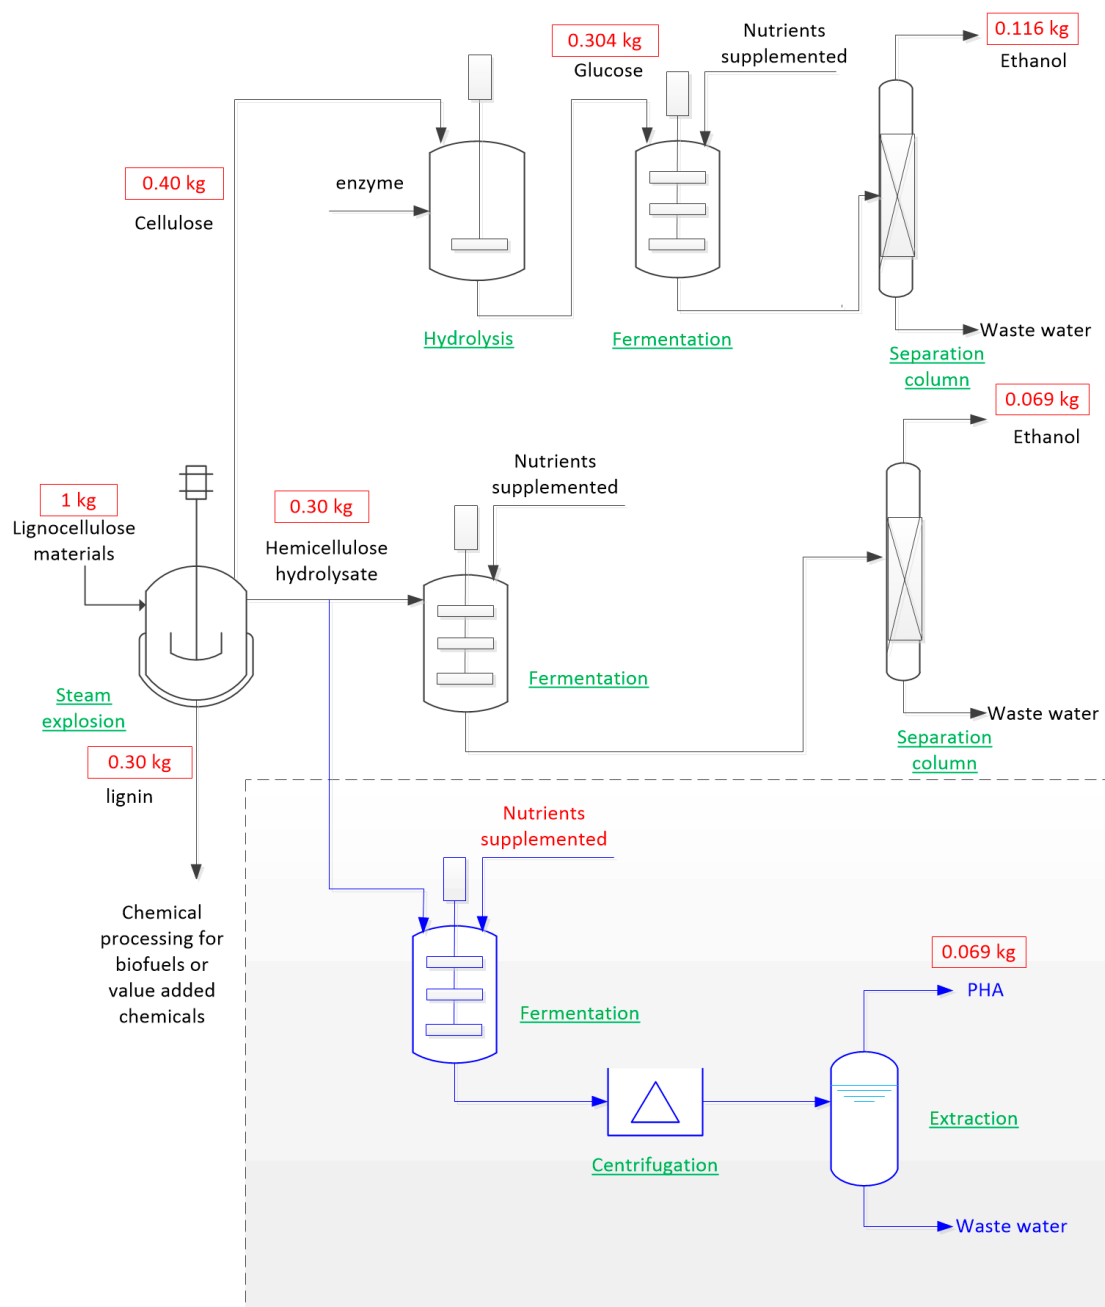 0.304 kg
Glucose
Nutrients
supplemented
0.116 kg
Ethanol
0.40 kg
Cellulose
enzyme
Hydrolysis
Fermentation
Waste water
Separation
column
0.069 kg
Ethanol
Nutrients
supplemented
1 kg
Lignocellulose
materials
0.30 kg
Hemicellulose
hydrolysate
Fermentation
Steam
explosion
Waste water
Separation
column
0.30 kg
lignin
Chemical
processing for
biofuels or
value added
chemicals
Nutrients
supplemented
Fermentation
0.069 kg
PHA
Centrifugation
Extraction
Waste water